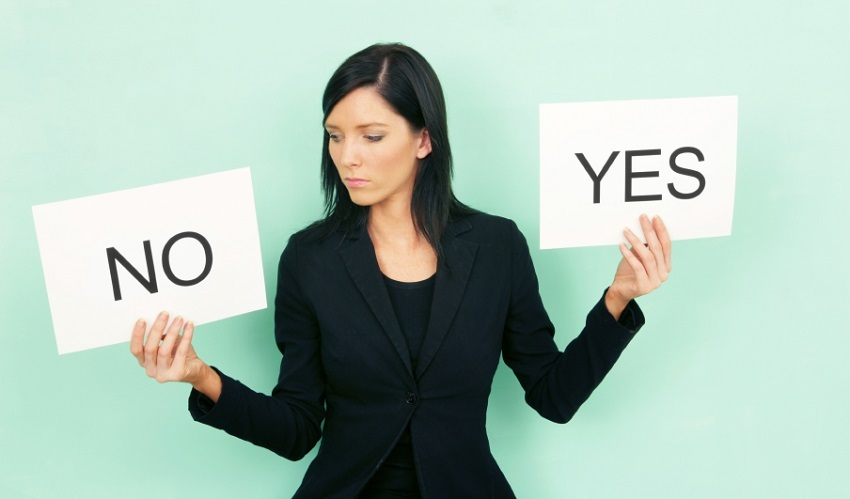 NO
YES